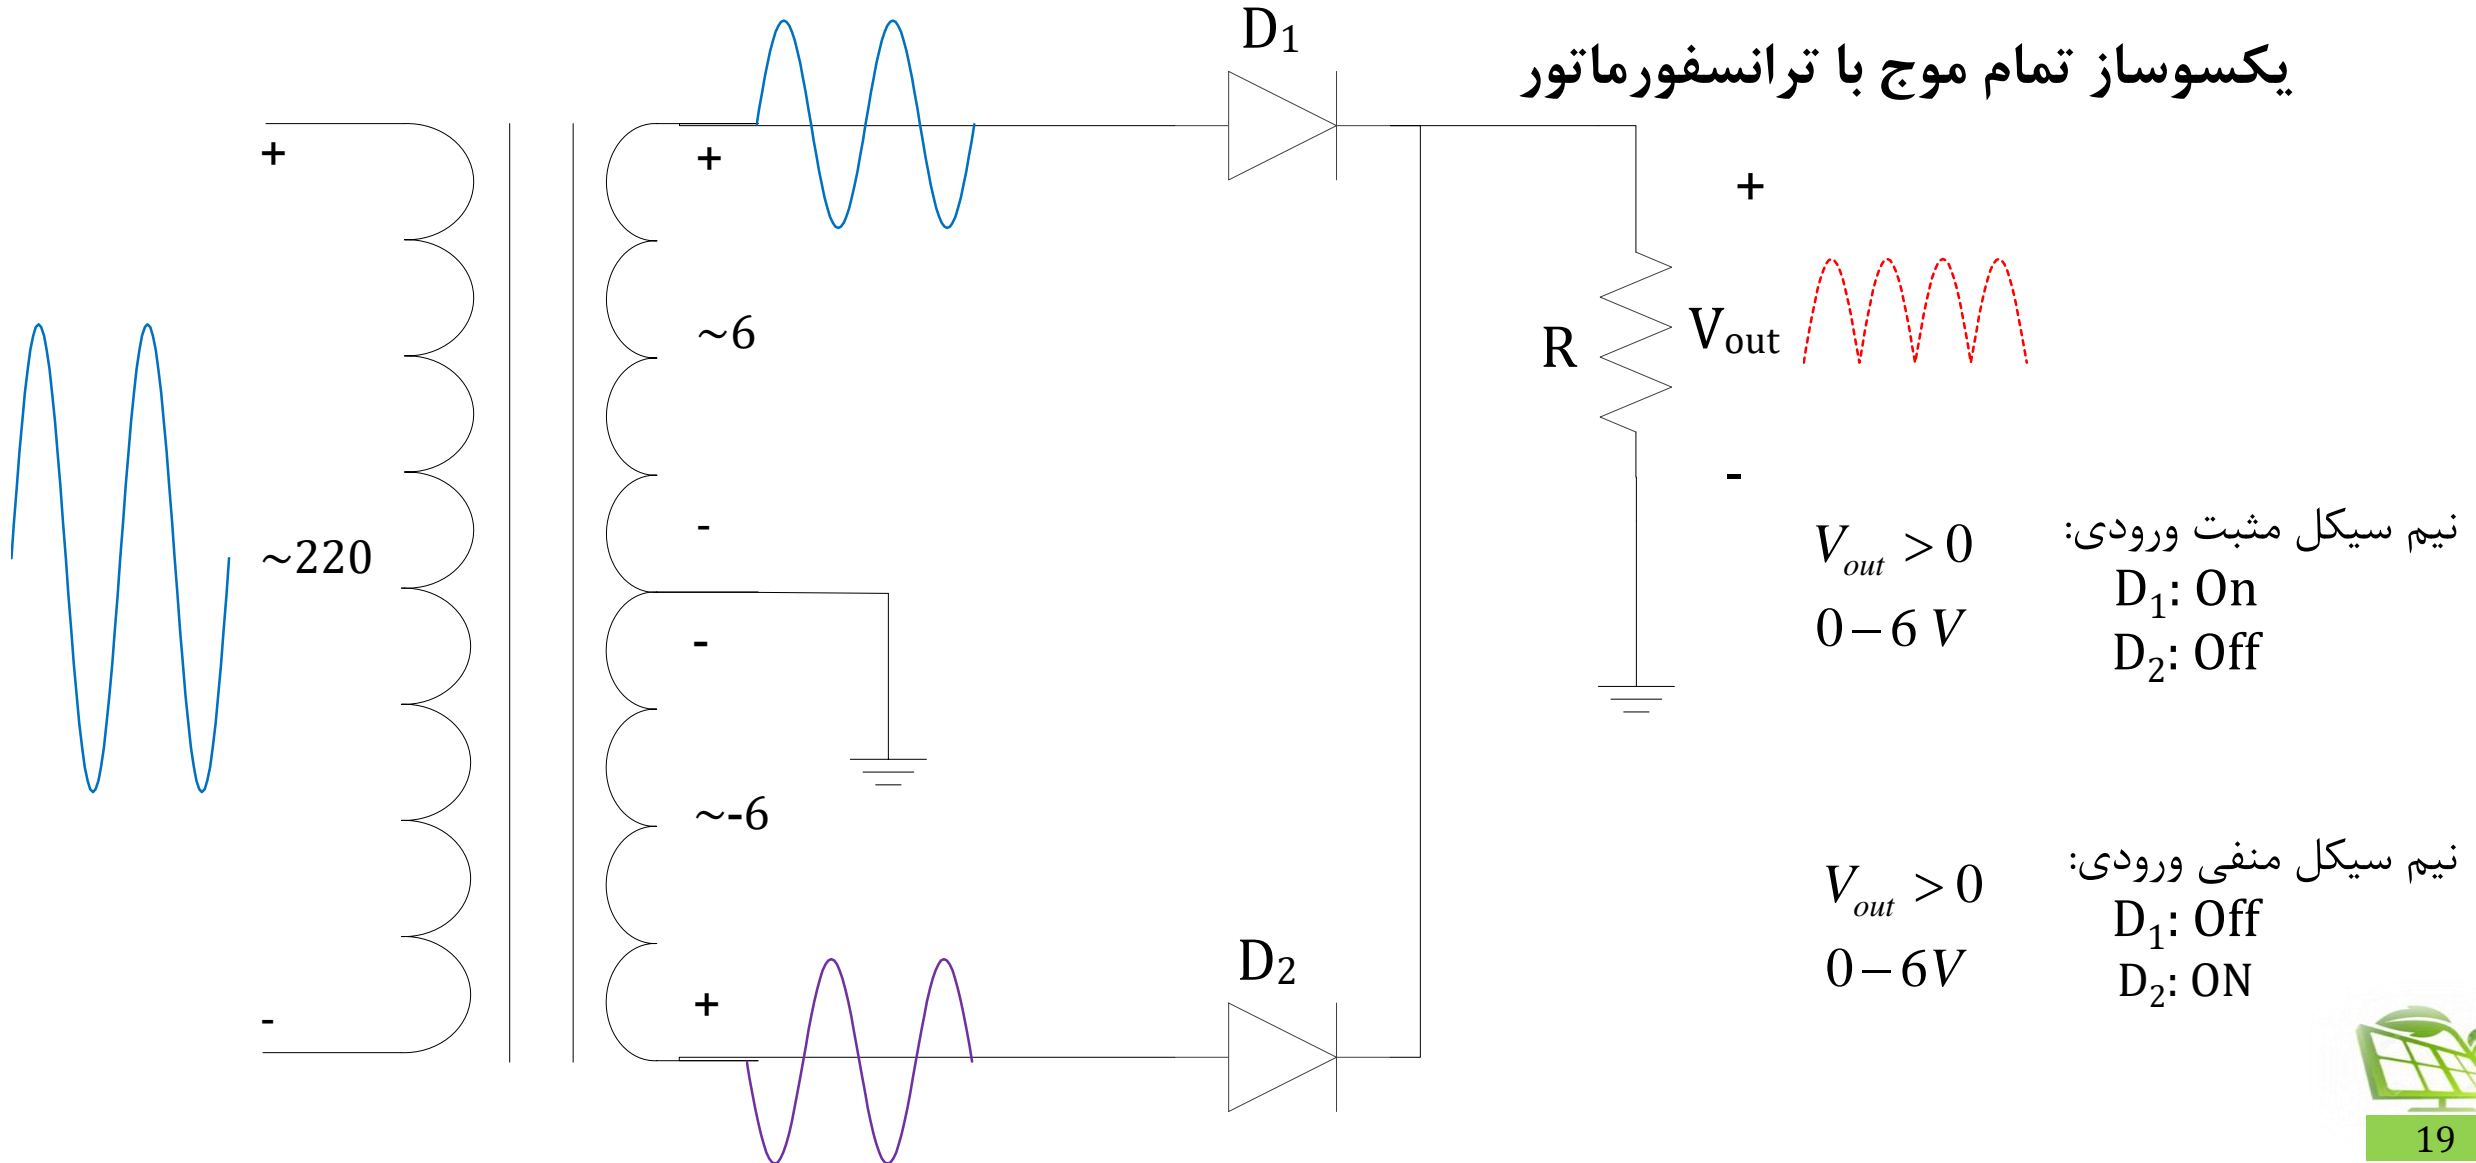 یکسوساز تمام موج با ترانسفورماتور
D1
+
+
+
~6
R
Vout
-
-
~220
-
~-6
D2
+
-
نیم سیکل مثبت ورودی:
Vout > 0
D1: On
0–6 V
D2: Off
نیم سیکل منفی ورودی:
Vout > 0
D1: Off
0–6V
D2: ON
19